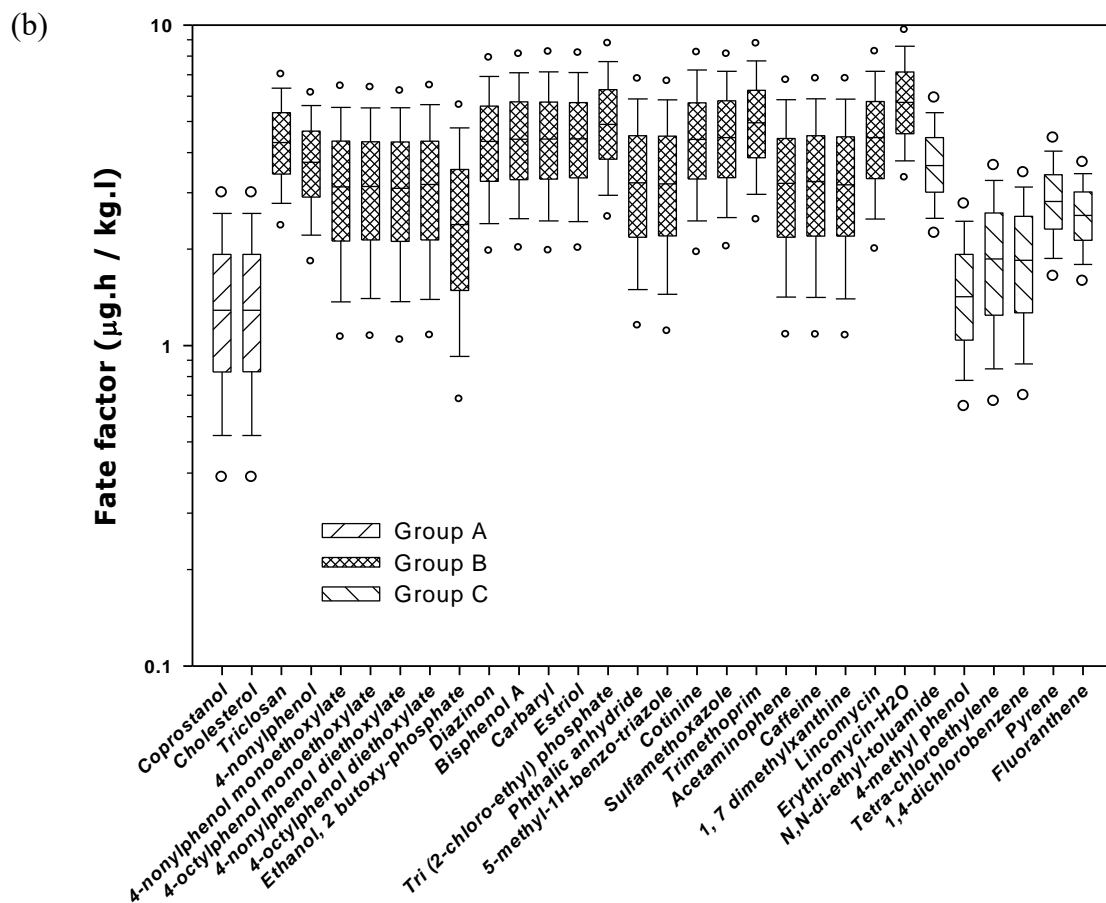 (b)
Fate factor (µg.h / kg.l)
10
1
0.1
Group A
Group B
Group C
Coprostanol
Cholesterol
Triclosan
4-nonylphenol
4-nonylphenol monoethoxylate
4-octylphenol monoethoxylate
4-nonylphenol diethoxylate
4-octylphenol diethoxylate
Ethanol, 2 butoxy-phosphate
Diazinon
Bisphenol A
Carbaryl
Estriol
Tri (2-chloro-ethyl) phosphate
Phthalic anhydride
5-methyl-1H-benzo-triazole
Cotinine
Sulfamethoxazole
Trimethoprim
Acetaminophene
Caffeine
1, 7 dimethylxanthine
Lincomycin
Erythromycin-H2O
N,N-di-ethyl-toluamide
4-methyl phenol
Tetra-chloroethylene
1,4-dichlorobenzene
Pyrene
Fluoranthene